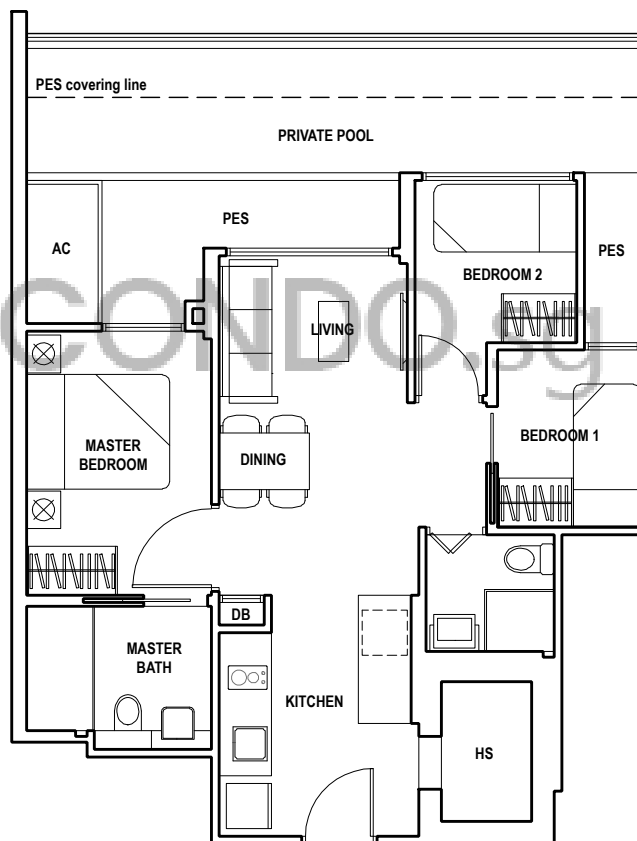 PES covering line
PRIVATE POOL
PES
AC
PES
BEDROOM 2
CONDO.sg
LIVING
BEDROOM 1
MASTER
BEDROOM
DINING
DB
MASTER
BATH
KITCHEN
HS